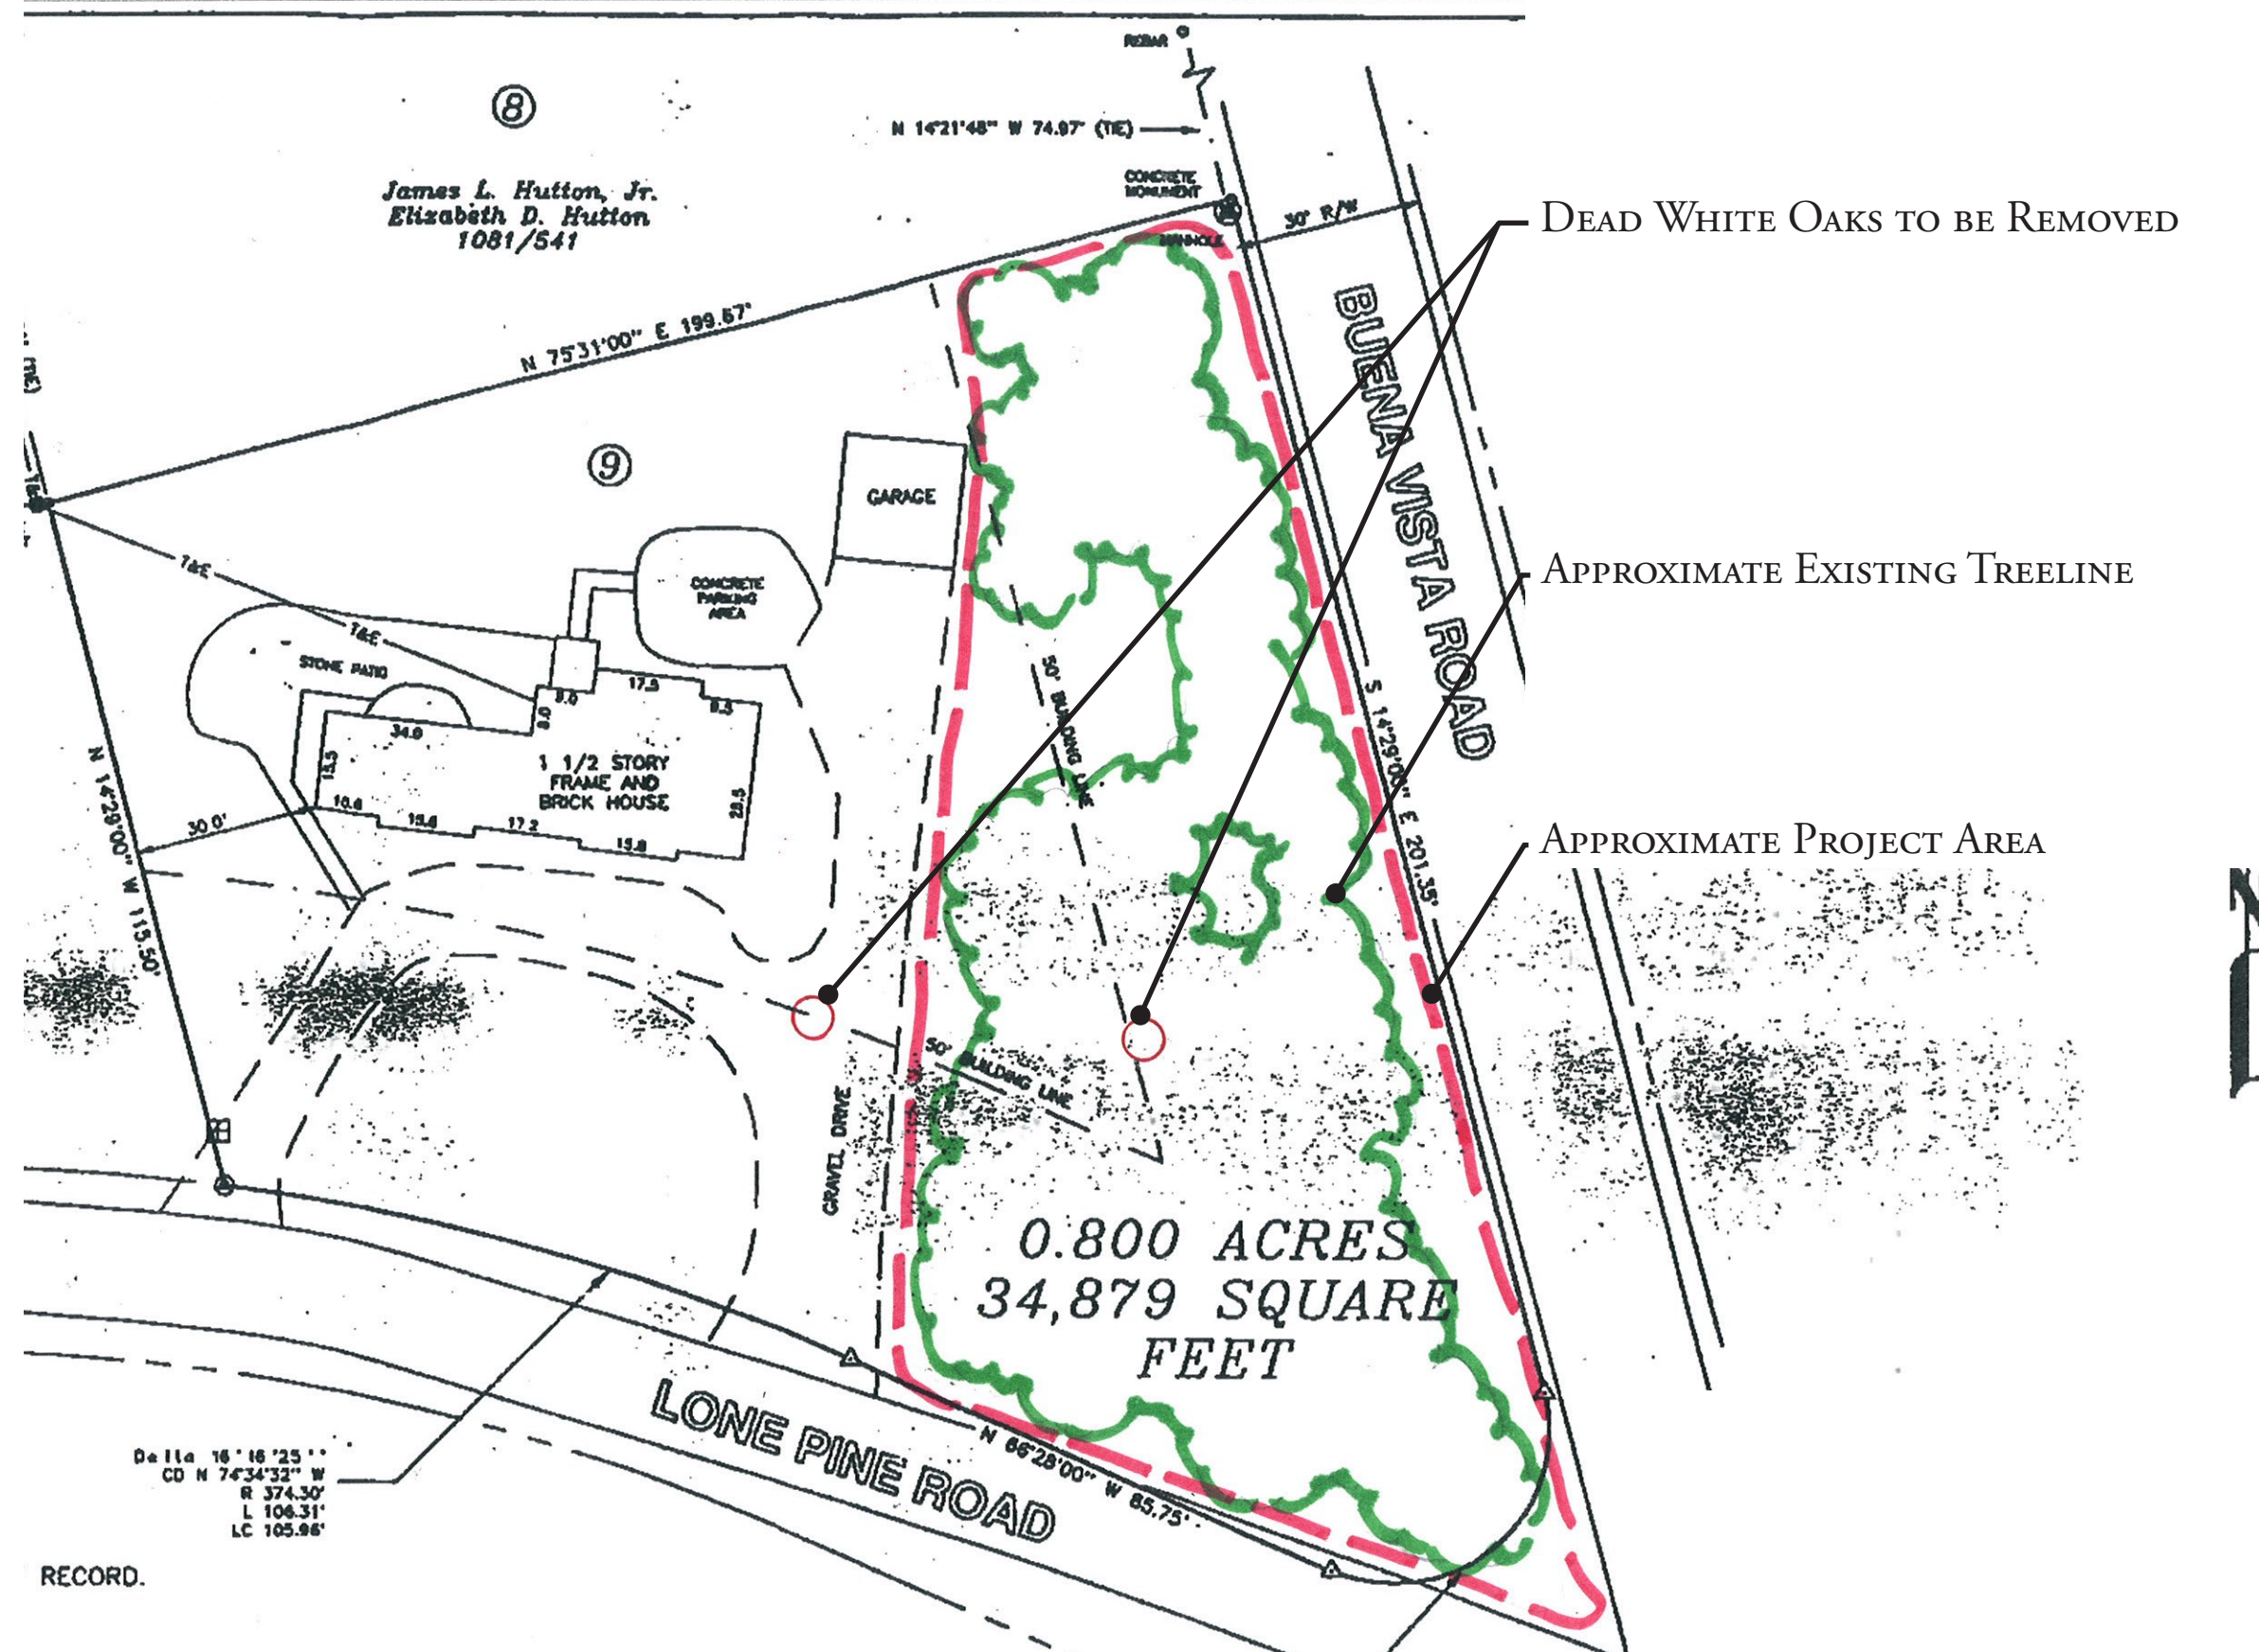 REBAR
8
N 14°21'48" W 74.97' (TIE)
James L. Hutton, Jr.
Elizabeth D. Hutton
1081/541
CONCRETE
MONUMENT
30' R/W
MANHOLE
DEAD WHITE OAKS TO BE REMOVED
N 75°31'00" E 199.67'
BUENA VISTA ROAD
9
GARAGE
T&E
CONCRETE
PARKING
AREA
APPROXIMATE EXISTING TREELINE
T&E
STONE PATIO
50' BUILDING LINE
17.5
9.0
9.3
8.0
34.0
15.5
1 1/2 STORY
FRAME AND
BRICK HOUSE
28.5
10.6
15.6
17.2
15.8
30.0'
N 14°29'00" W 115.50'
S 14°29'00" E 201.35'
APPROXIMATE PROJECT AREA
50' BUILDING LINE
GRAVEL DRIVE
0.800 ACRES
34,879 SQUARE
FEET
LONE PINE ROAD
N 66°28'00" W 85.75'
Delta 16°16'25''
CD N 74°34'32" W
R 374.30'
L 106.31'
LC 105.96'
RECORD.